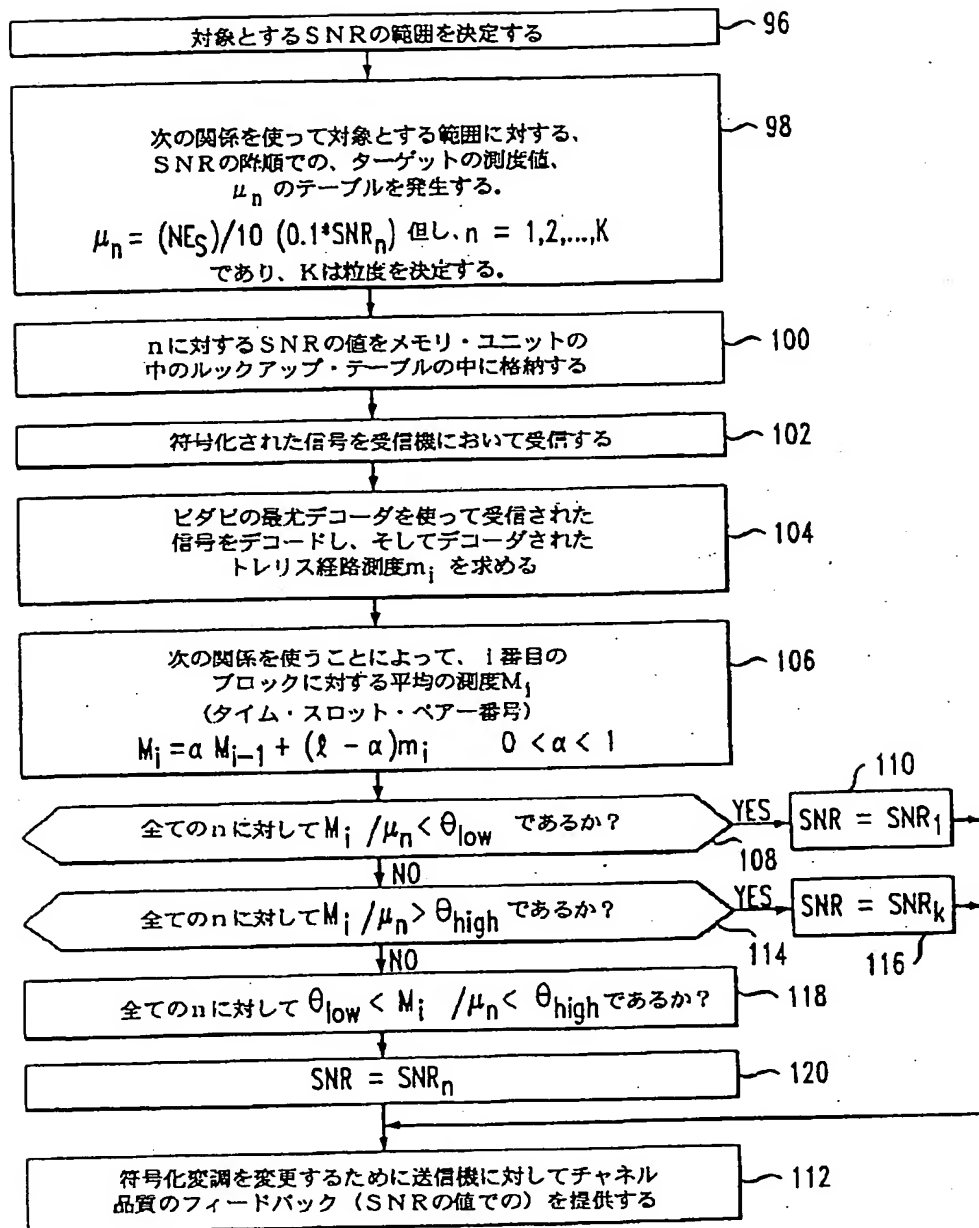 対象とするSNRの範囲を決定する
96
次の関係を使って対象とする範囲に対する、
SNRの降順での、ターゲットの測度値、
μn のテーブルを発生する。
μn = (NES)/10 (0.1*SNRn) 但し、n = 1,2,...,K
であり、Kは粒度を決定する。
98
nに対するSNRの値をメモリ・ユニットの
中のルックアップ・テーブルの中に格納する
100
符号化された信号を受信機において受信する
102
ビダビの最尤デコーダを使って受信された
信号をデコードし、そしてデコーダされた
トレリス経路測度mi を求める
104
次の関係を使うことによって、i番目の
ブロックに対する平均の測度Mi
(タイム・スロット・ペアー番号)
Mi = α Mi-1 + (ℓ - α)mi 0 < α < 1
106
全てのnに対して Mi /μn < θlow であるか?
YES
108
SNR = SNR1
110
NO
全てのnに対して Mi /μn > θhigh であるか?
YES
114
SNR = SNRk
116
NO
全てのnに対して θlow < Mi /μn < θhigh であるか?
118
SNR = SNRn
120
符号化変調を変更するために送信機に対してチャネル
品質のフィードバック(SNRの値での)を提供する
112